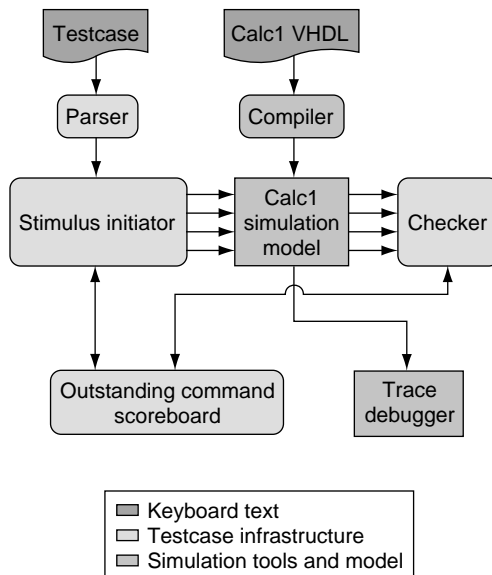 Testcase
Calc1 VHDL
Parser
Compiler
Stimulus initiator
Calc1
simulation
model
Checker
Outstanding command
scoreboard
Trace
debugger
Keyboard text
Testcase infrastructure
Simulation tools and model